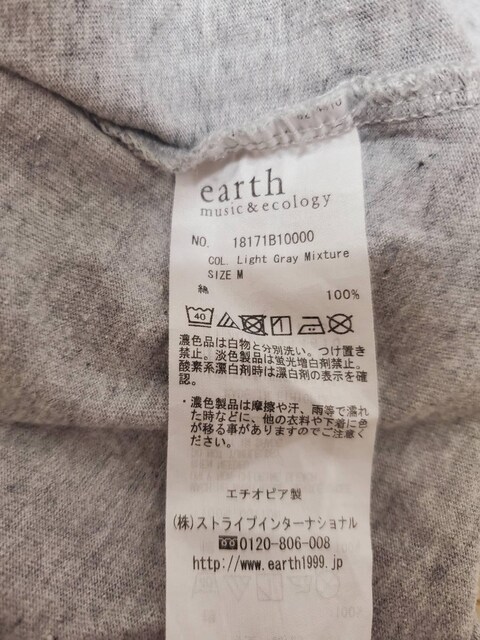 earth
music&ecology
NO. 18171B10000
COL. Light Gray Mixture
SIZE M
綿 100%
40
濃色品は白物と分別洗い。つけ置き
禁止。淡色製品は蛍光増白剤禁止。
酸素系漂白剤時は漂白剤の表示を確
認。
・濃色製品は摩擦や汗、雨等で濡れ
た時などに、他の衣料や下着に色
が移る事がありますのでご注意く
ださい。
エチオピア製
(株)ストライプインターナショナル
0120-806-008
http://www.earth1999.jp